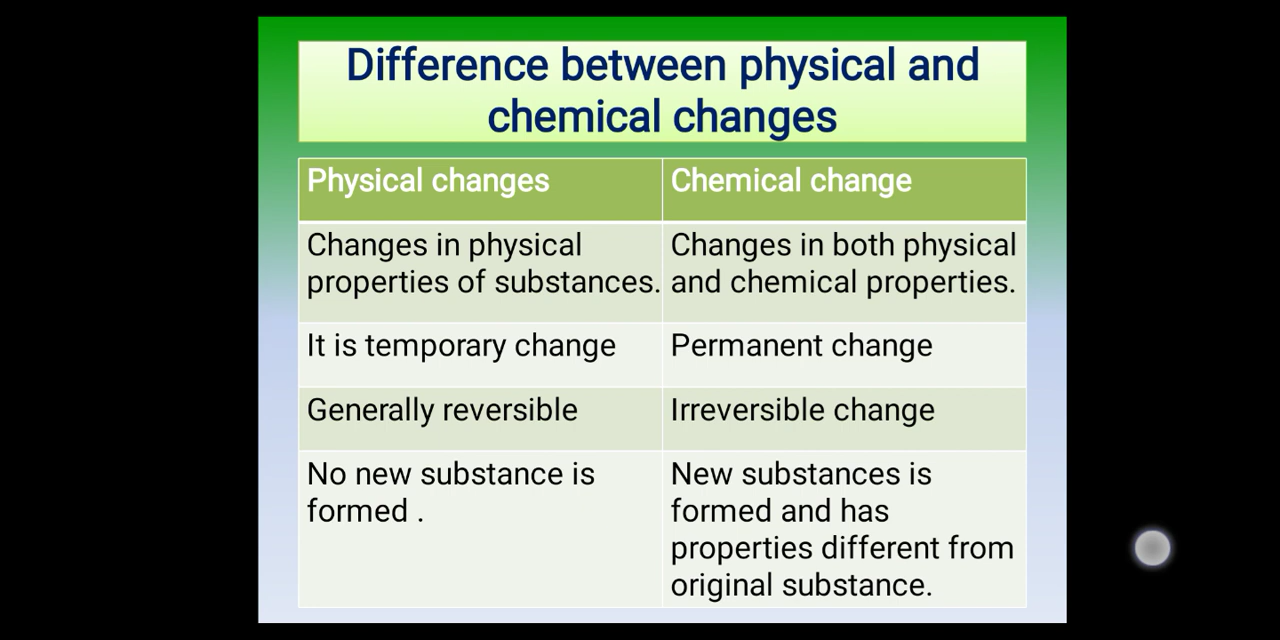 Difference between physical and
chemical changes
Physical changes
Chemical change
Changes in physical
properties of substances.
Changes in both physical
and chemical properties.
It is temporary change
Permanent change
Generally reversible
Irreversible change
No new substance is
formed .
New substances is
formed and has
properties different from
original substance.